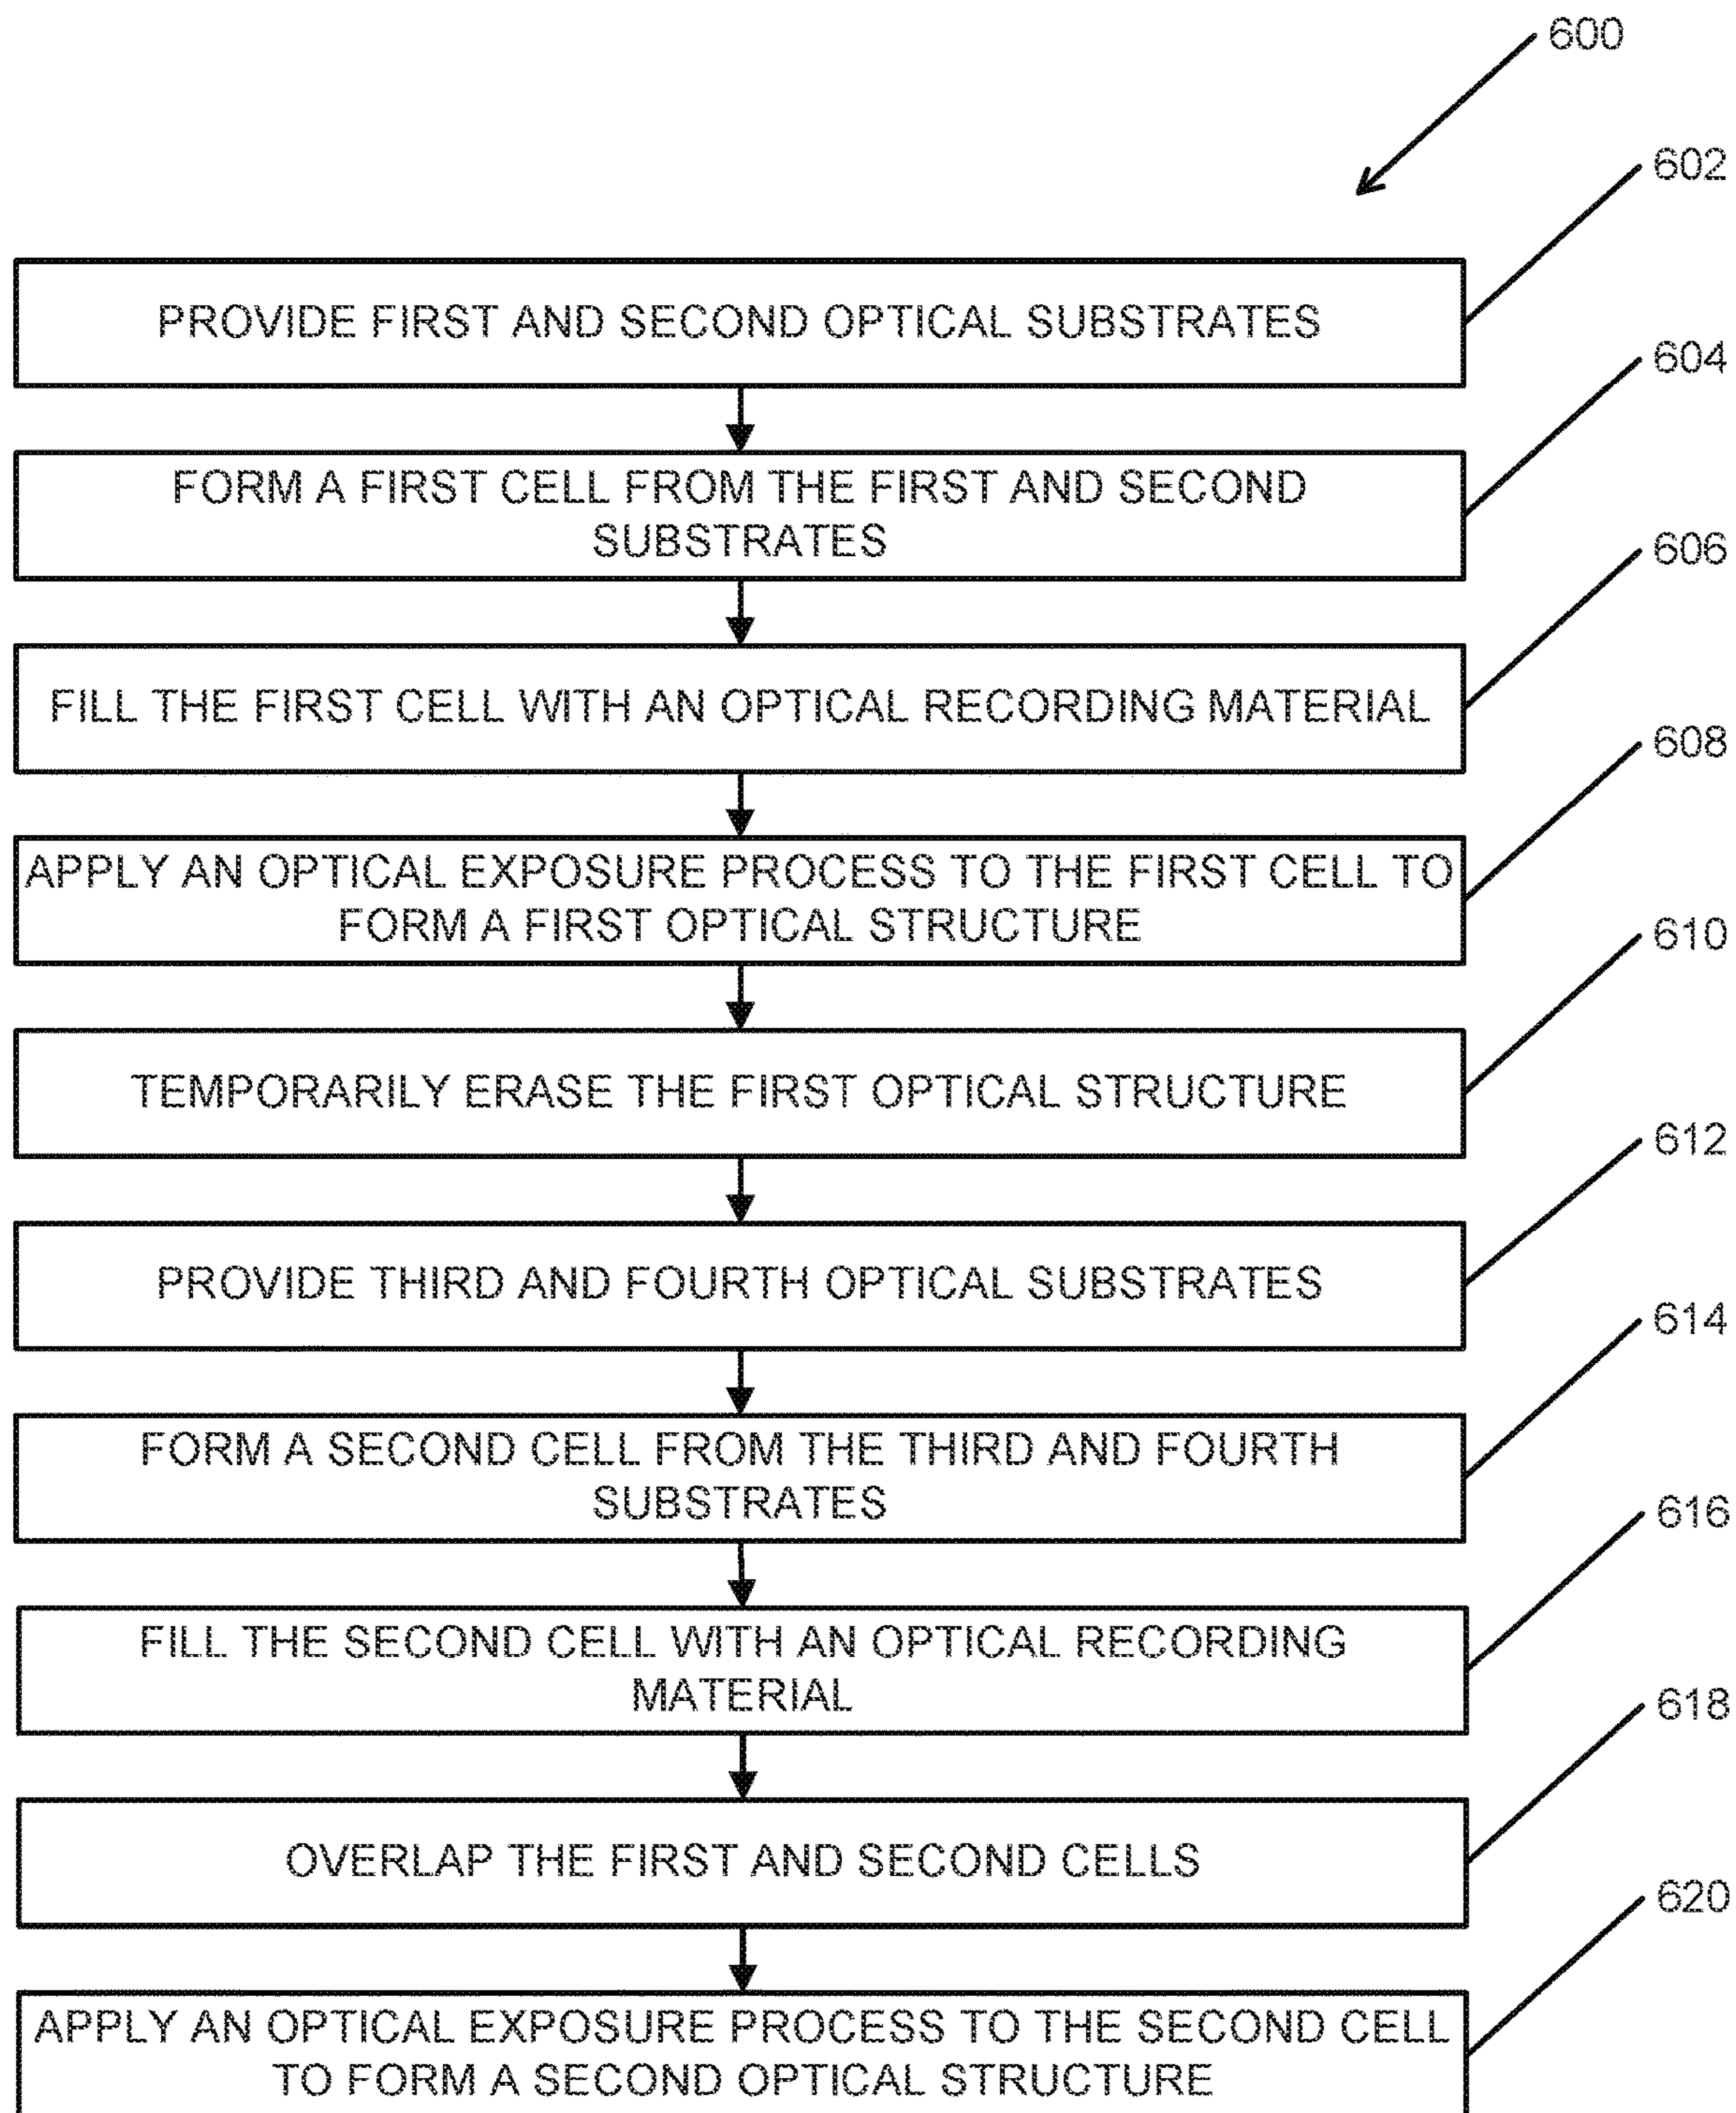 600
602
PROVIDE FIRST AND SECOND OPTICAL SUBSTRATES
604
FORM A FIRST CELL FROM THE FIRST AND SECOND
SUBSTRATES
606
FILL THE FIRST CELL WITH AN OPTICAL RECORDING MATERIAL
608
APPLY AN OPTICAL EXPOSURE PROCESS TO THE FIRST CELL TO
FORM A FIRST OPTICAL STRUCTURE
610
TEMPORARILY ERASE THE FIRST OPTICAL STRUCTURE
612
PROVIDE THIRD AND FOURTH OPTICAL SUBSTRATES
614
FORM A SECOND CELL FROM THE THIRD AND FOURTH
SUBSTRATES
616
FILL THE SECOND CELL WITH AN OPTICAL RECORDING
MATERIAL
618
OVERLAP THE FIRST AND SECOND CELLS
620
APPLY AN OPTICAL EXPOSURE PROCESS TO THE SECOND CELL
TO FORM A SECOND OPTICAL STRUCTURE